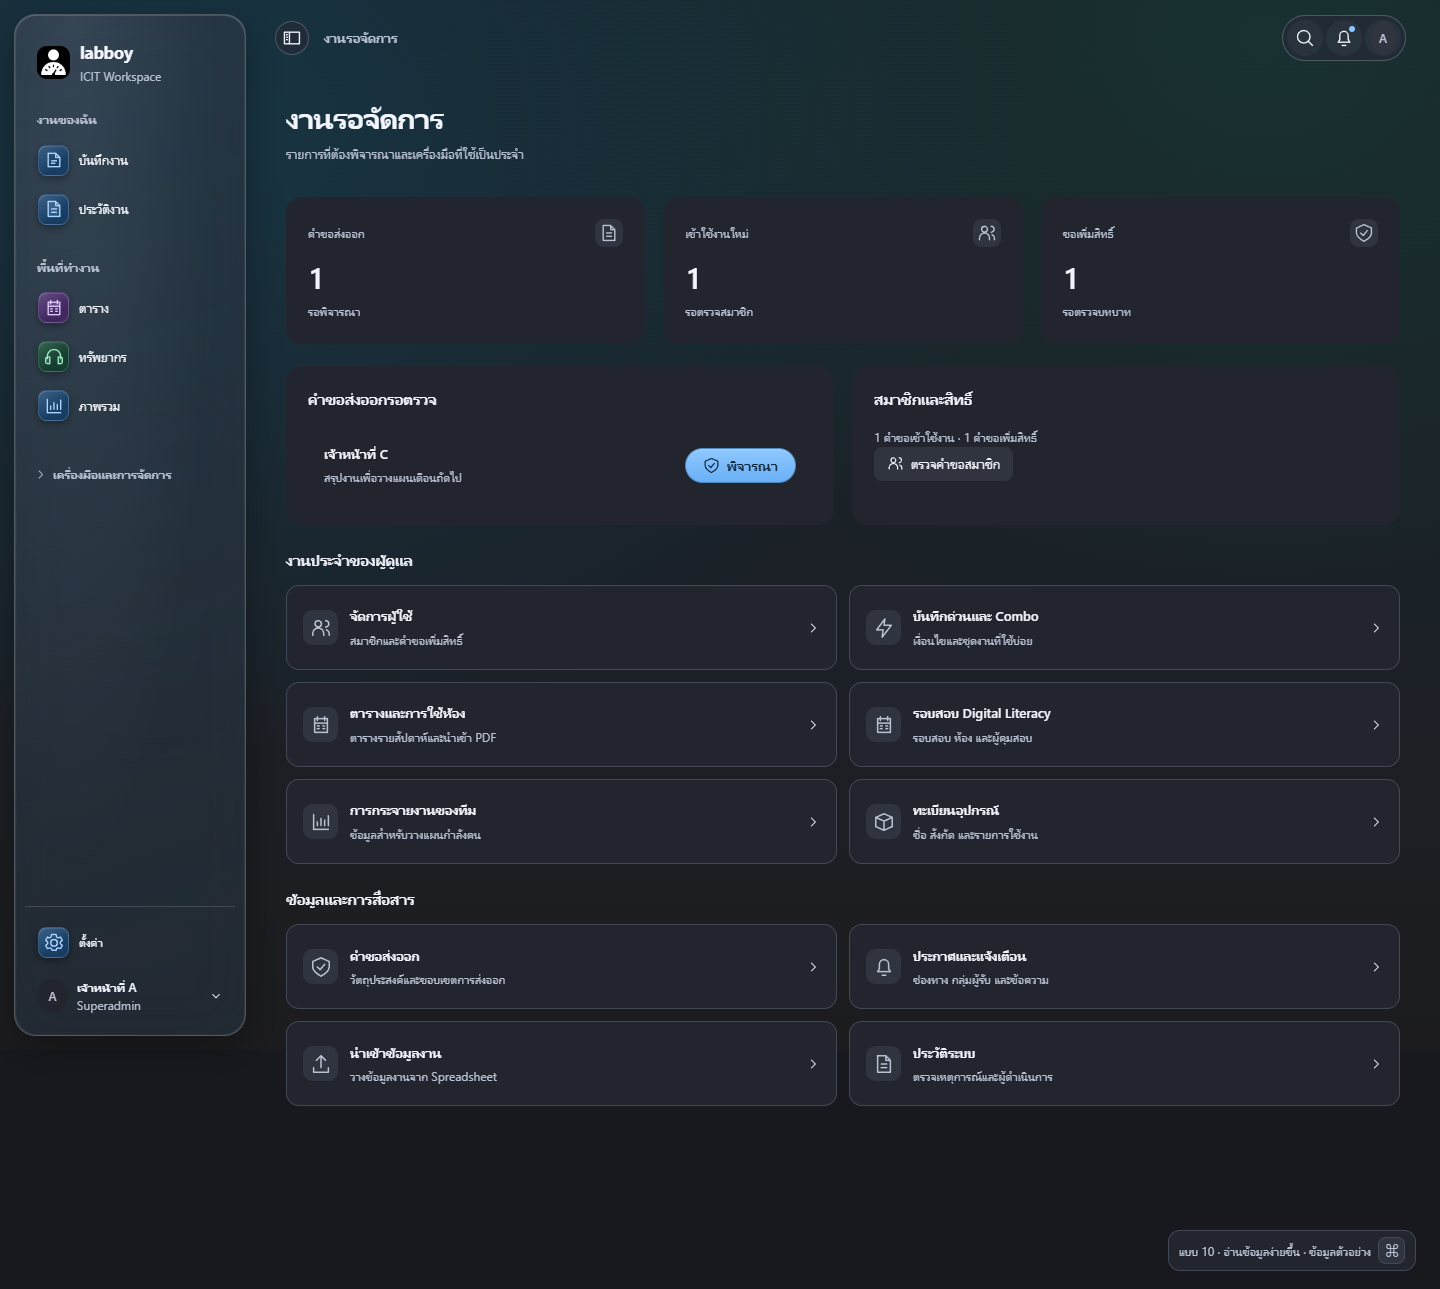 labboy
ICIT Workspace
งานของฉัน
บันทึกงาน
ประวัติงาน
พื้นที่ทำงาน
ตาราง
ทรัพยากร
ภาพรวม
เครื่องมือและการจัดการ
ตั้งค่า
A
เจ้าหน้าที่ A
Superadmin
งานรอจัดการ
A
งานรอจัดการ
รายการที่ต้องพิจารณาและเครื่องมือที่ใช้เป็นประจำ
คำขอส่งออก
1
รอพิจารณา
เข้าใช้งานใหม่
1
รอตรวจสมาชิก
ขอเพิ่มสิทธิ์
1
รอตรวจบทบาท
คำขอส่งออกรอตรวจ
เจ้าหน้าที่ C
สรุปงานเพื่อวางแผนเดือนถัดไป
พิจารณา
สมาชิกและสิทธิ์
1 คำขอเข้าใช้งาน · 1 คำขอเพิ่มสิทธิ์
ตรวจคำขอสมาชิก
งานประจำของผู้ดูแล
จัดการผู้ใช้
สมาชิกและคำขอเพิ่มสิทธิ์
บันทึกด่วนและ Combo
เงื่อนไขและชุดงานที่ใช้บ่อย
ตารางและการใช้ห้อง
ตารางรายสัปดาห์และนำเข้า PDF
รอบสอบ Digital Literacy
รอบสอบ ห้อง และผู้คุมสอบ
การกระจายงานของทีม
ข้อมูลสำหรับวางแผนกำลังคน
ทะเบียนอุปกรณ์
ชื่อ สังกัด และรายการใช้งาน
ข้อมูลและการสื่อสาร
คำขอส่งออก
วัตถุประสงค์และขอบเขตการส่งออก
ประกาศและแจ้งเตือน
ช่องทาง กลุ่มผู้รับ และข้อความ
นำเข้าข้อมูลงาน
วางข้อมูลงานจาก Spreadsheet
ประวัติระบบ
ตรวจเหตุการณ์และผู้ดำเนินการ
แบบ 10 · อ่านข้อมูลง่ายขึ้น · ข้อมูลตัวอย่าง ⌘